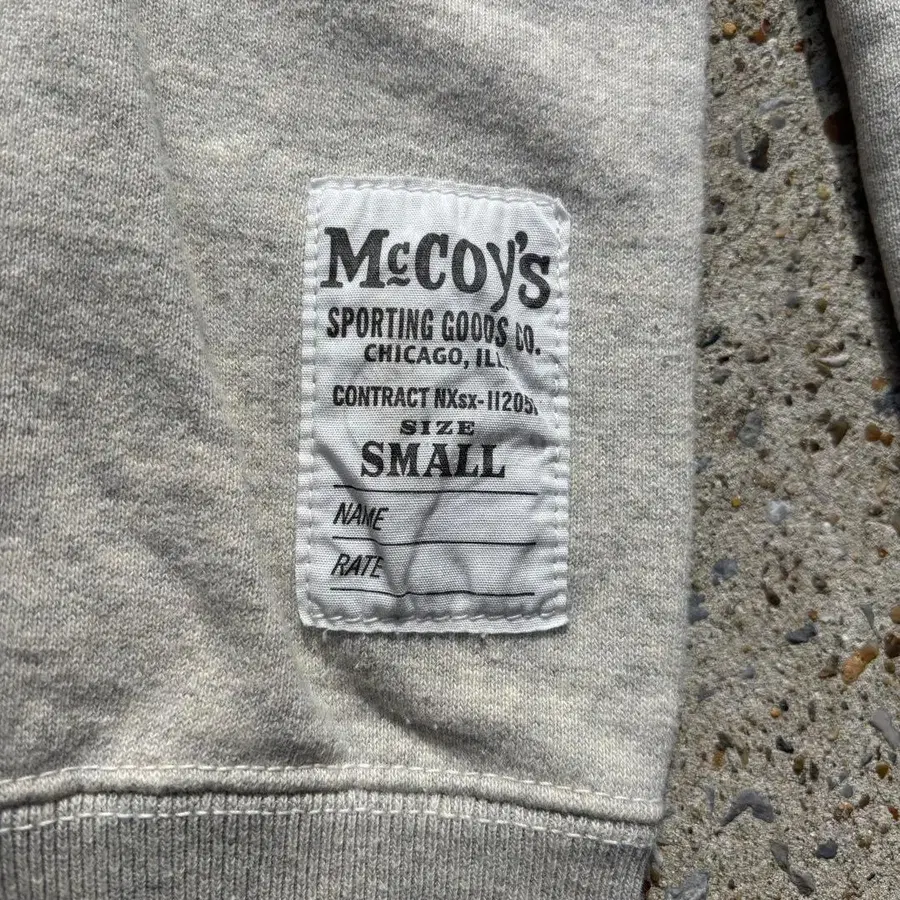 McCOY'S
SPORTING GOODS CO.
CHICAGO, ILL.
CONTRACT NXsx-11205
SIZE
SMALL
NAME
RATE